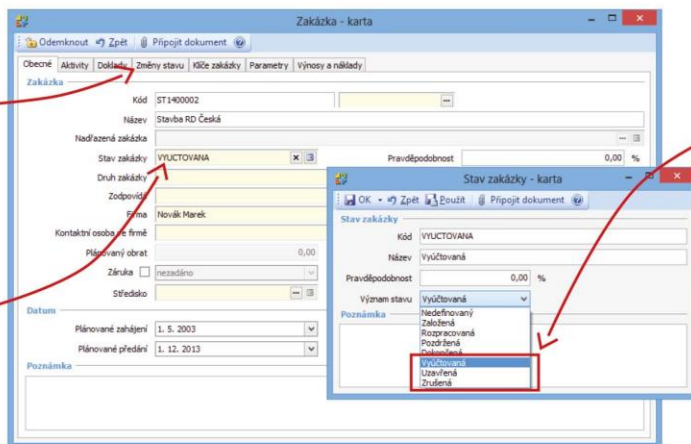 Zakázka - karta
Odemknout Zpět Připojit dokument
Obecné Aktivity Doklady Změny stavu Klíče zakázky Parametry Výnosy a náklady
Zakázka
Kód ST1400002
Název Stavba RD Česká
Nadřazená zakázka
Stav zakázky VYUCTOVANA Pravděpodobnost 0,00 %
Druh zakázky
Zodpovídá
Firma Novák Marek
Kontaktní osoba ve firmě
Plánovaný obrat 0,00
Záruka nezadáno
Středisko
Datum
Plánované zahájení 1. 5. 2003
Plánované předání 1. 12. 2013
Poznámka
Stav zakázky - karta
OK Zpět Použít Připojit dokument
Stav zakázky
Kód VYUCTOVANA
Název Vyúčtovaná
Pravděpodobnost 0,00 %
Význam stavu Vyúčtovaná
Poznámka
Nedefinovaný
Založená
Rozpracovaná
Pozdržená
Dokončená
Vyúčtovaná
Uzavřená
Zrušená